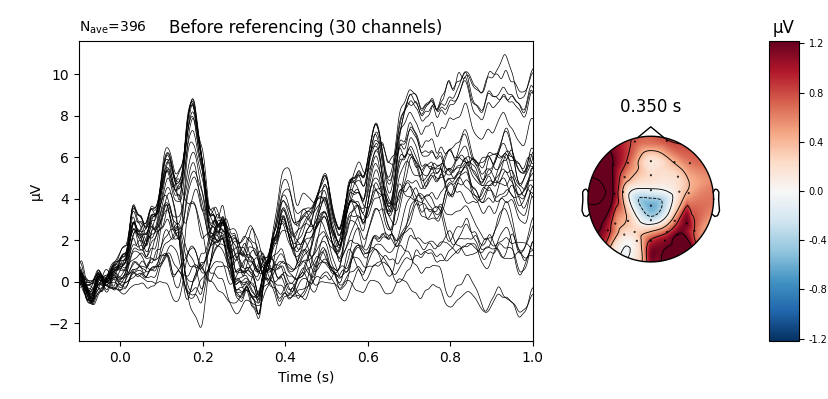 N_ave=396 Before referencing (30 channels)
µV
10
8
6
4
2
0
−2
0.0 0.2 0.4 0.6 0.8 1.0
Time (s)
0.350 s
µV
1.2
0.8
0.4
0.0
-0.4
-0.8
-1.2